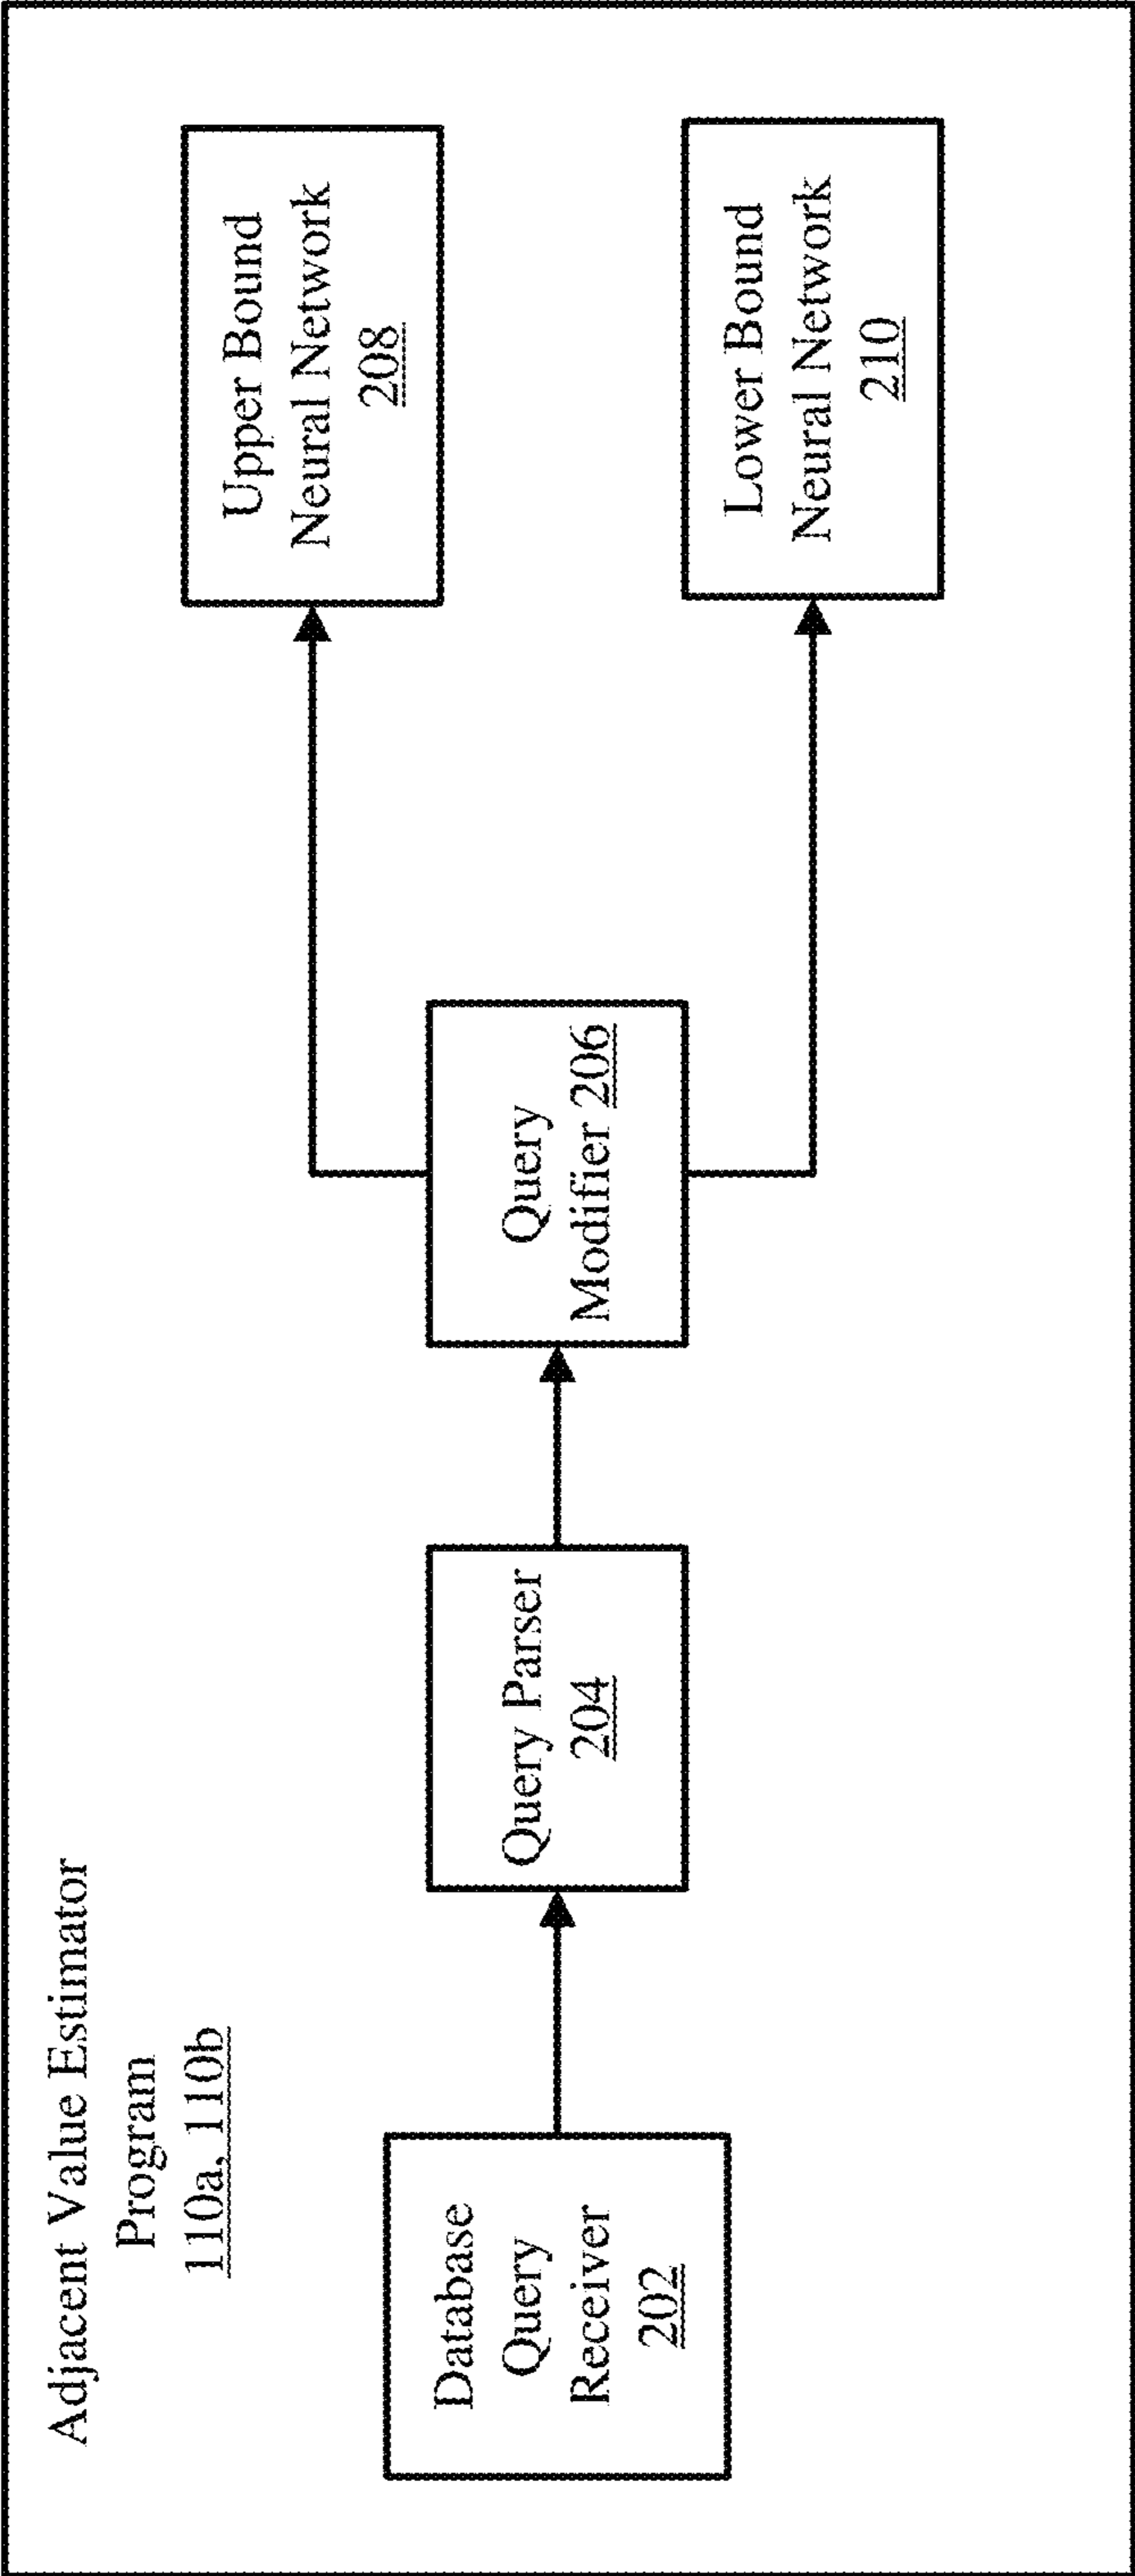 Adjacent Value Estimator
Program
110a, 110b
Database
Query
Receiver
202
Query Parser
204
Query
Modifier 206
Upper Bound
Neural Network
208
Lower Bound
Neural Network
210